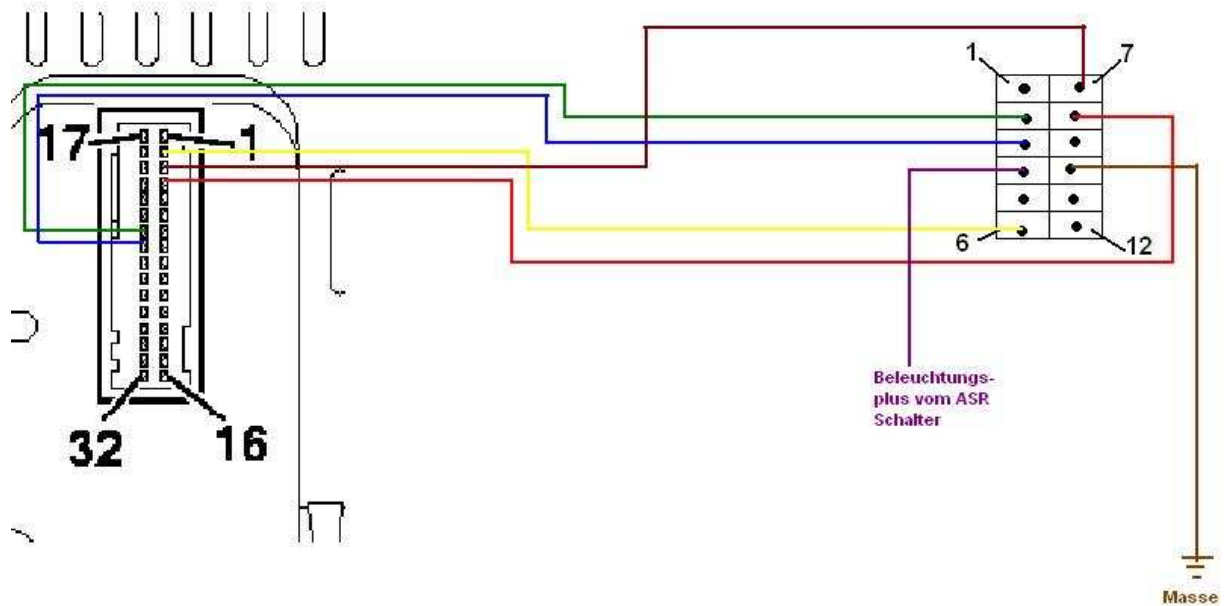 1 7
17 1
6 12
Beleuchtungs-
plus vom ASR
Schalter
32 16
Masse